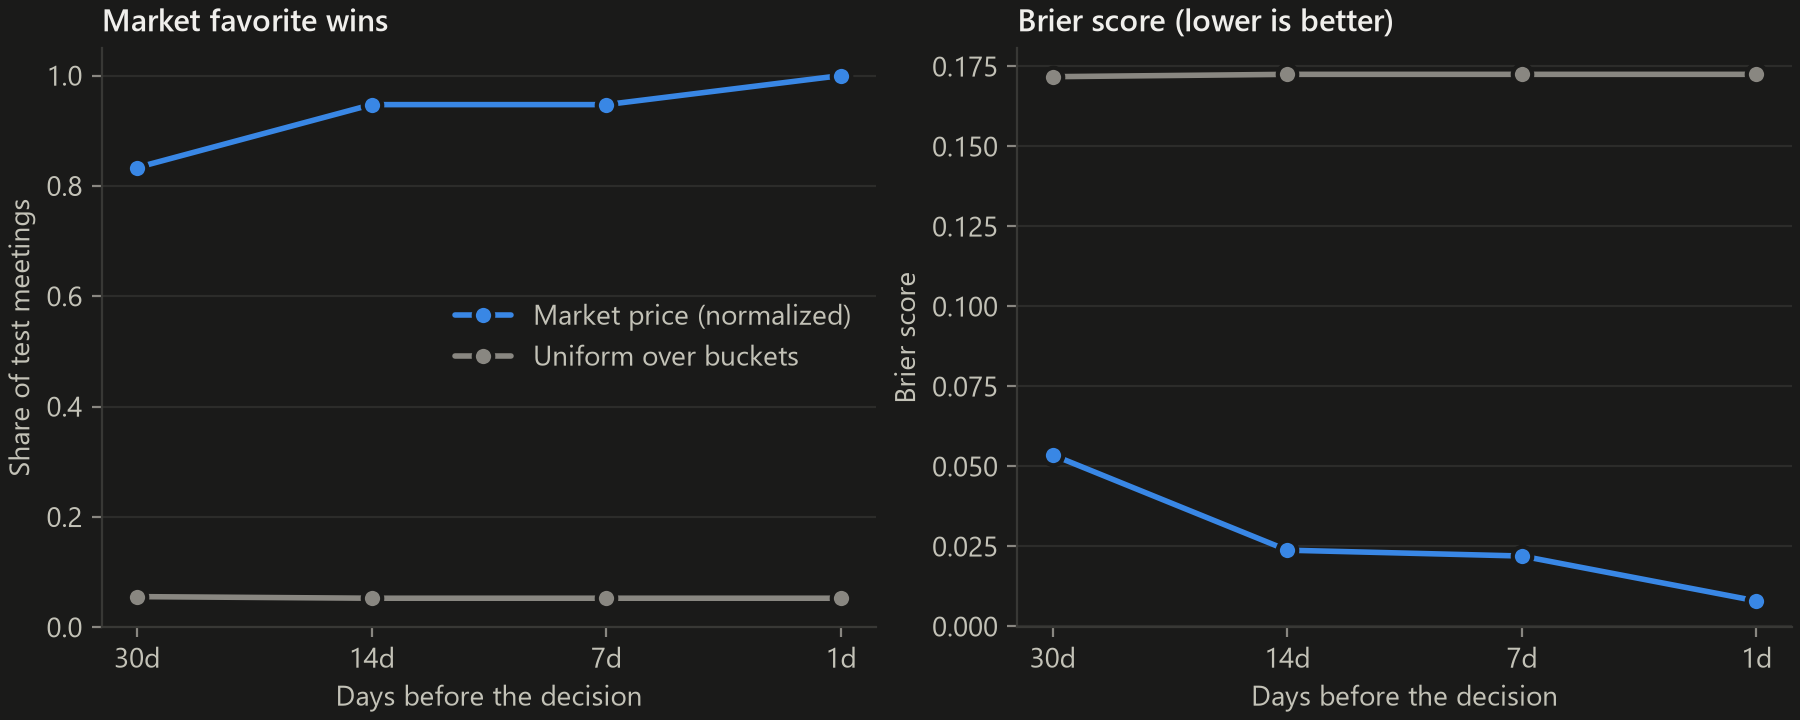 Market favorite wins
Share of test meetings
1.0
0.8
0.6
0.4
0.2
0.0
Market price (normalized)
Uniform over buckets
30d 14d 7d 1d
Days before the decision
Brier score (lower is better)
Brier score
0.175
0.150
0.125
0.100
0.075
0.050
0.025
0.000
30d 14d 7d 1d
Days before the decision